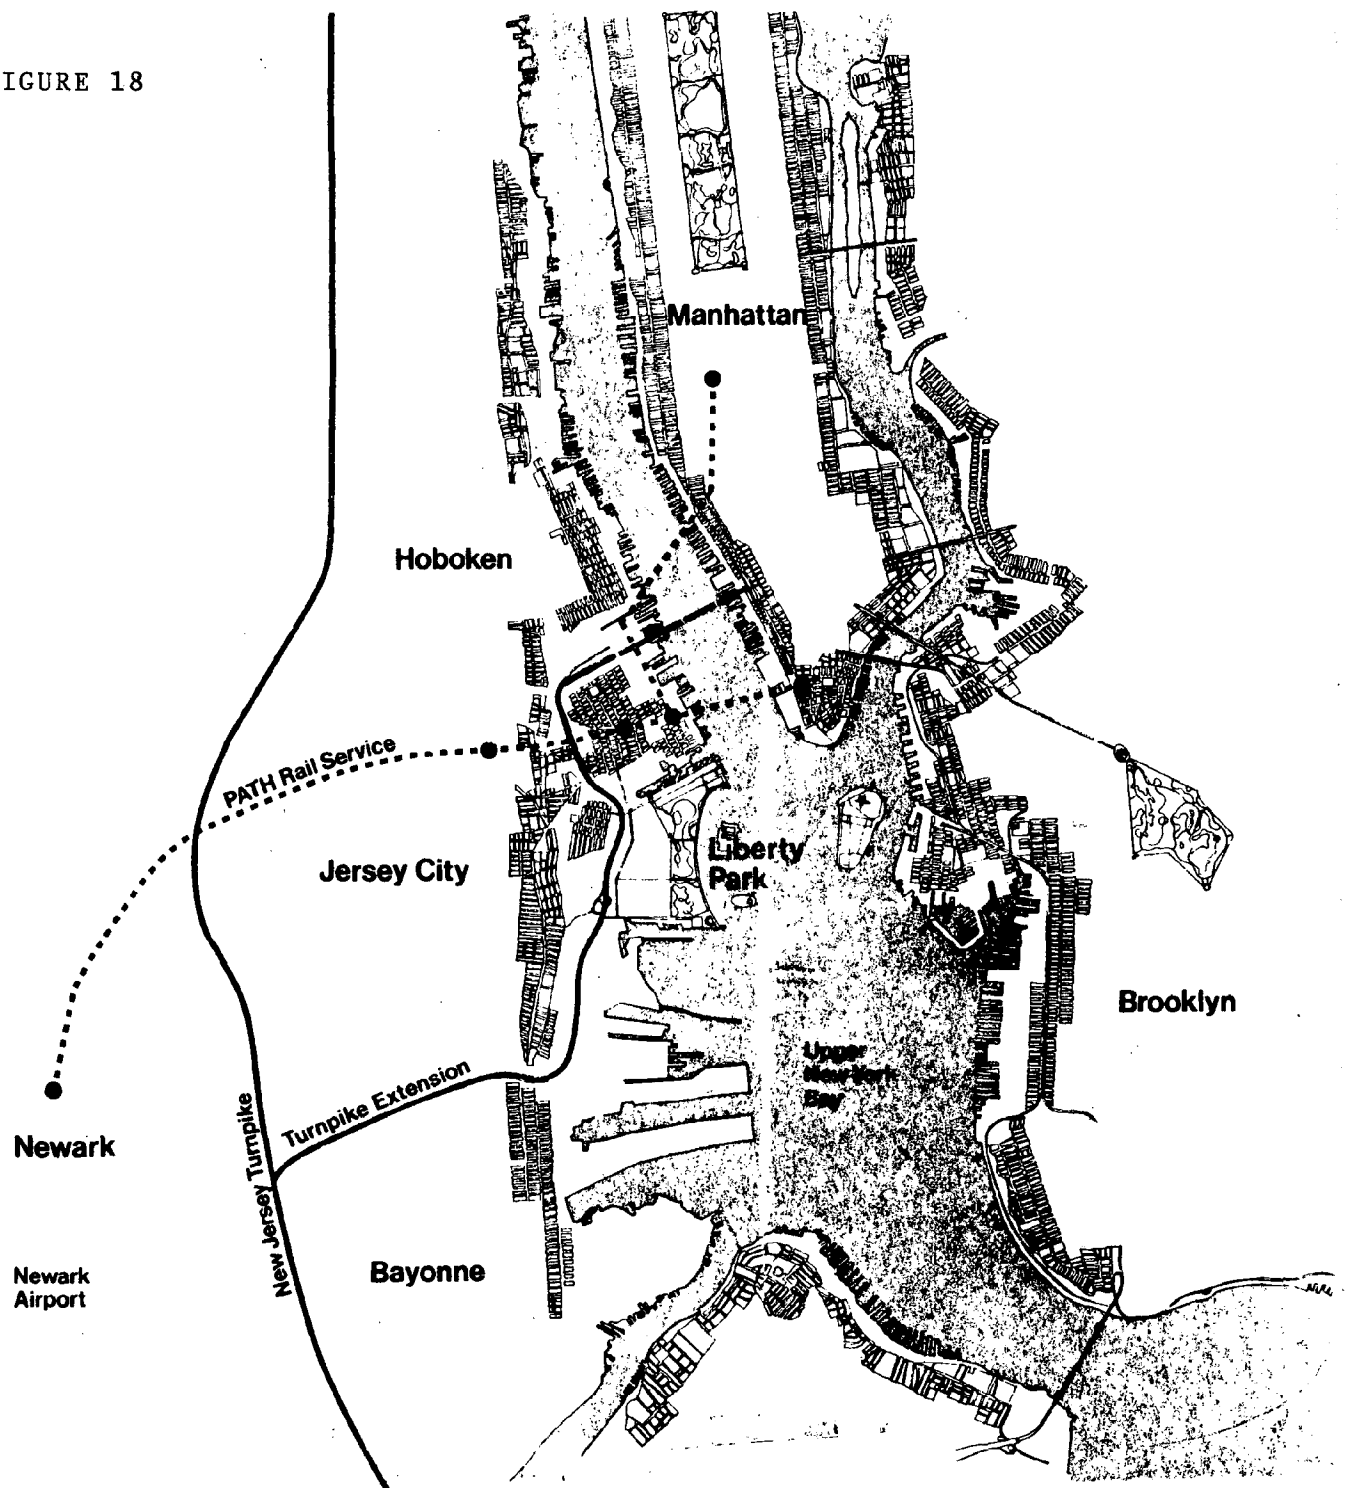 IGURE 18
Manhattan
Hoboken
PATH Rail Service
Jersey City
Liberty
Park
Brooklyn
Upper
New York
Bay
Turnpike Extension
New Jersey Turnpike
Newark
Bayonne
Newark
Airport